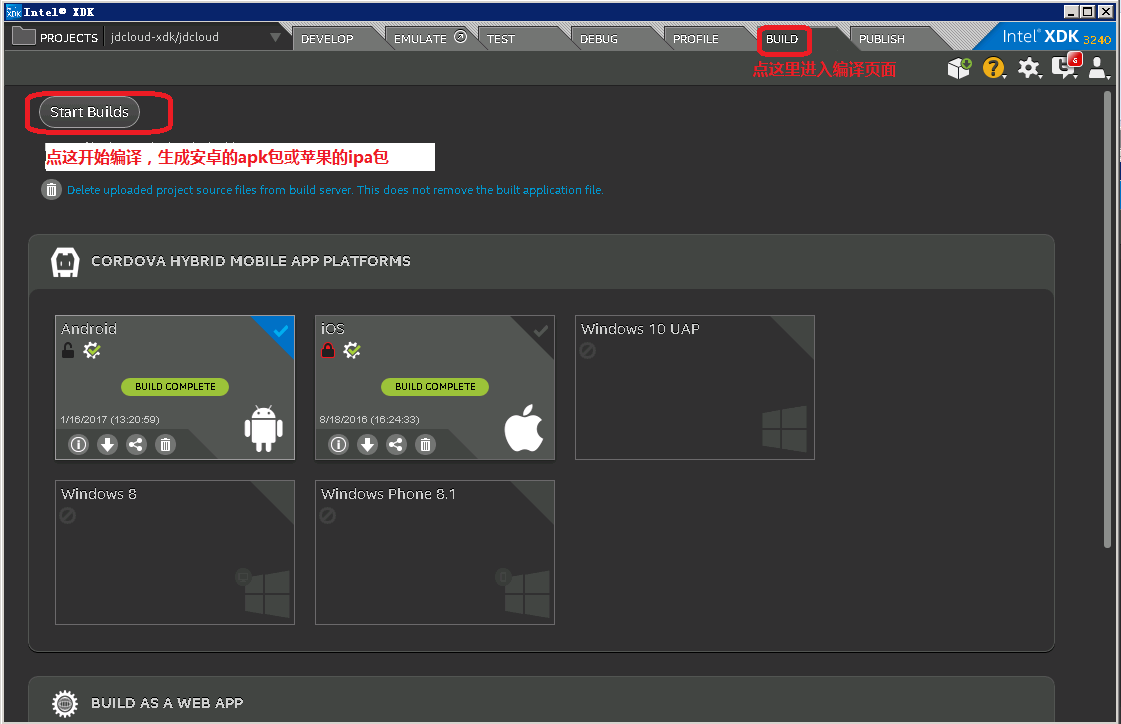 Intel® XDK
PROJECTS jdcloud-xdk/jdcloud DEVELOP EMULATE TEST DEBUG PROFILE BUILD PUBLISH Intel® XDK 3240
点这里进入编译页面
6
Start Builds
点这开始编译，生成安卓的apk包或苹果的ipa包
Delete uploaded project source files from build server. This does not remove the built application file.
CORDOVA HYBRID MOBILE APP PLATFORMS
Android iOS Windows 10 UAP
BUILD COMPLETE BUILD COMPLETE
1/16/2017 (13:20:59) 8/18/2016 (16:24:33)
Windows 8 Windows Phone 8.1
BUILD AS A WEB APP